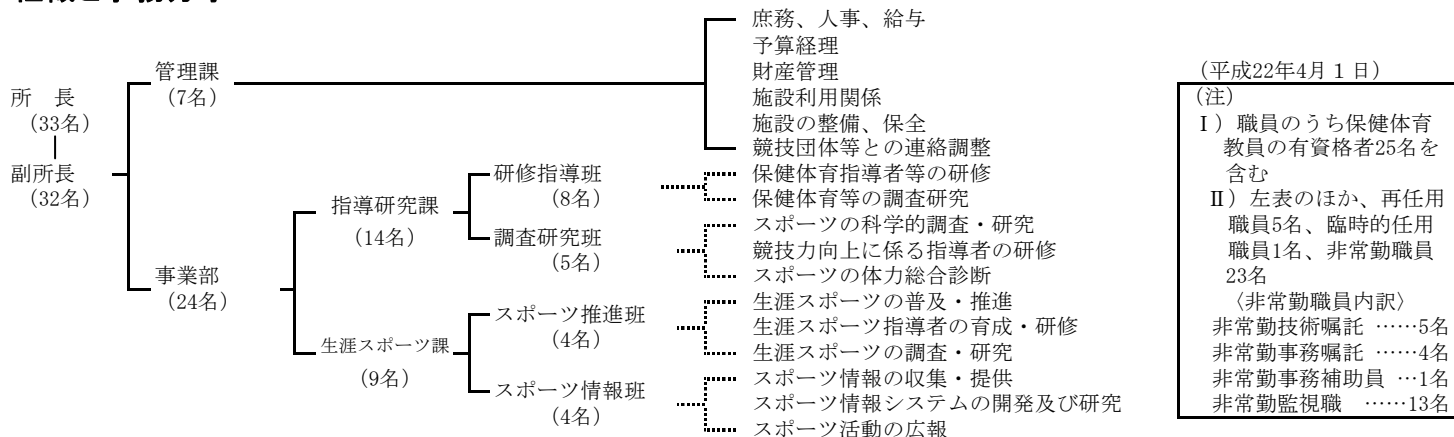 庶務、人事、給与
予算経理
財産管理
施設利用関係
施設の整備、保全
競技団体等との連絡調整
保健体育指導者等の研修
保健体育等の調査研究
スポーツの科学的調査・研究
競技力向上に係る指導者の研修
スポーツの体力総合診断
生涯スポーツの普及・推進
生涯スポーツ指導者の育成・研修
生涯スポーツの調査・研究
スポーツ情報の収集・提供
スポーツ情報システムの開発及び研究
スポーツ活動の広報
管理課
(7名)
所　長
(33名)
副所長
(32名)
事業部
(24名)
指導研究課
(14名)
生涯スポーツ課
(9名)
研修指導班
(8名)
調査研究班
(5名)
スポーツ推進班
(4名)
スポーツ情報班
(4名)
(平成22年4月１日)
(注)
Ⅰ）職員のうち保健体育
教員の有資格者25名を
含む
Ⅱ）左表のほか、再任用
職員5名、臨時的任用
職員1名、非常勤職員
23名
〈非常勤職員内訳〉
非常勤技術嘱託 ……5名
非常勤事務嘱託 ……4名
非常勤事務補助員 …1名
非常勤監視職 ……13名